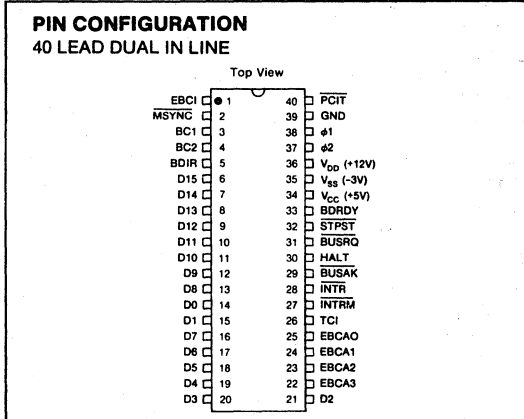 PIN CONFIGURATION
40 LEAD DUAL IN LINE
Top View
EBCI 1 40 PCIT
MSYNC 2 39 GND
BC1 3 38 ϕ1
BC2 4 37 ϕ2
BDIR 5 36 VDD (+12V)
D15 6 35 VSS (-3V)
D14 7 34 VCC (+5V)
D13 8 33 BDRDY
D12 9 32 STPST
D11 10 31 BUSRQ
D10 11 30 HALT
D9 12 29 BUSAK
D8 13 28 INTR
D0 14 27 INTRM
D1 15 26 TCI
D7 16 25 EBCAO
D6 17 24 EBCA1
D5 18 23 EBCA2
D4 19 22 EBCA3
D3 20 21 D2